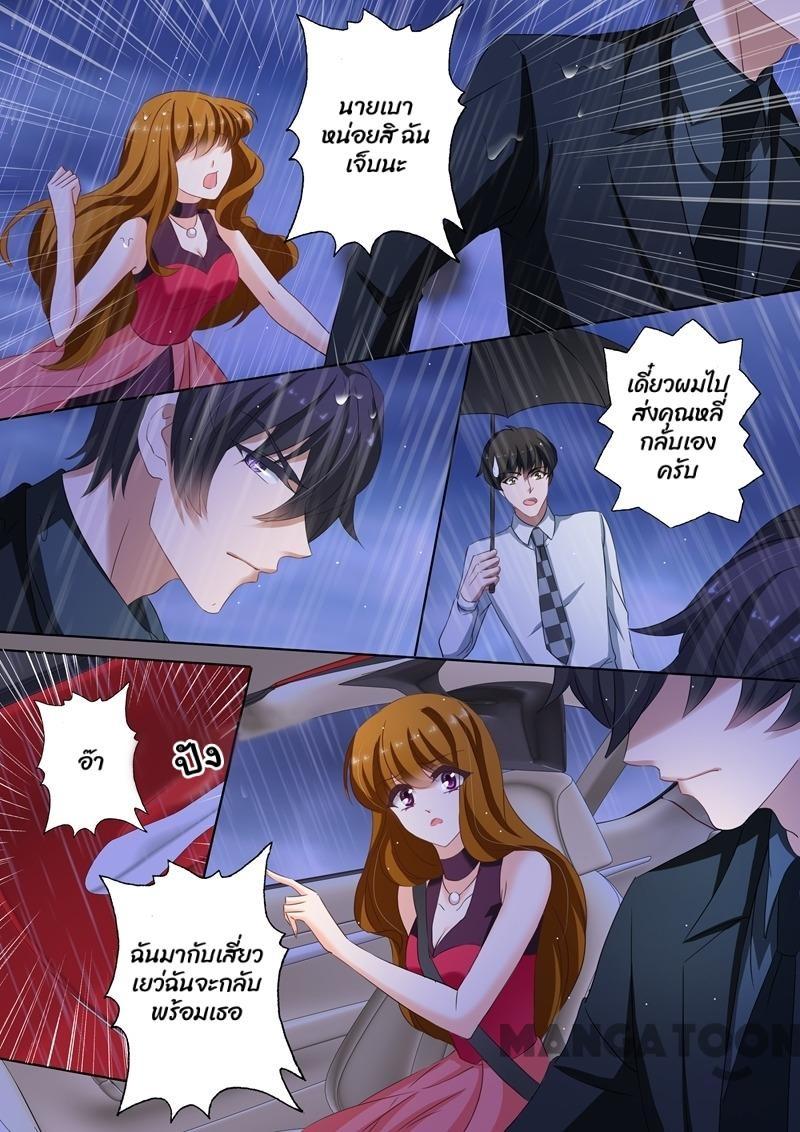 นายเบา
หน่อยสิ ฉัน
เจ็บนะ
เดี๋ยวผมไป
ส่งคุณหลี่
กลับเอง
ครับ
อ๊า
ปัง
ฉันมากับเสี่ยว
เยว่ฉันจะกลับ
พร้อมเธอ
MANGATOON